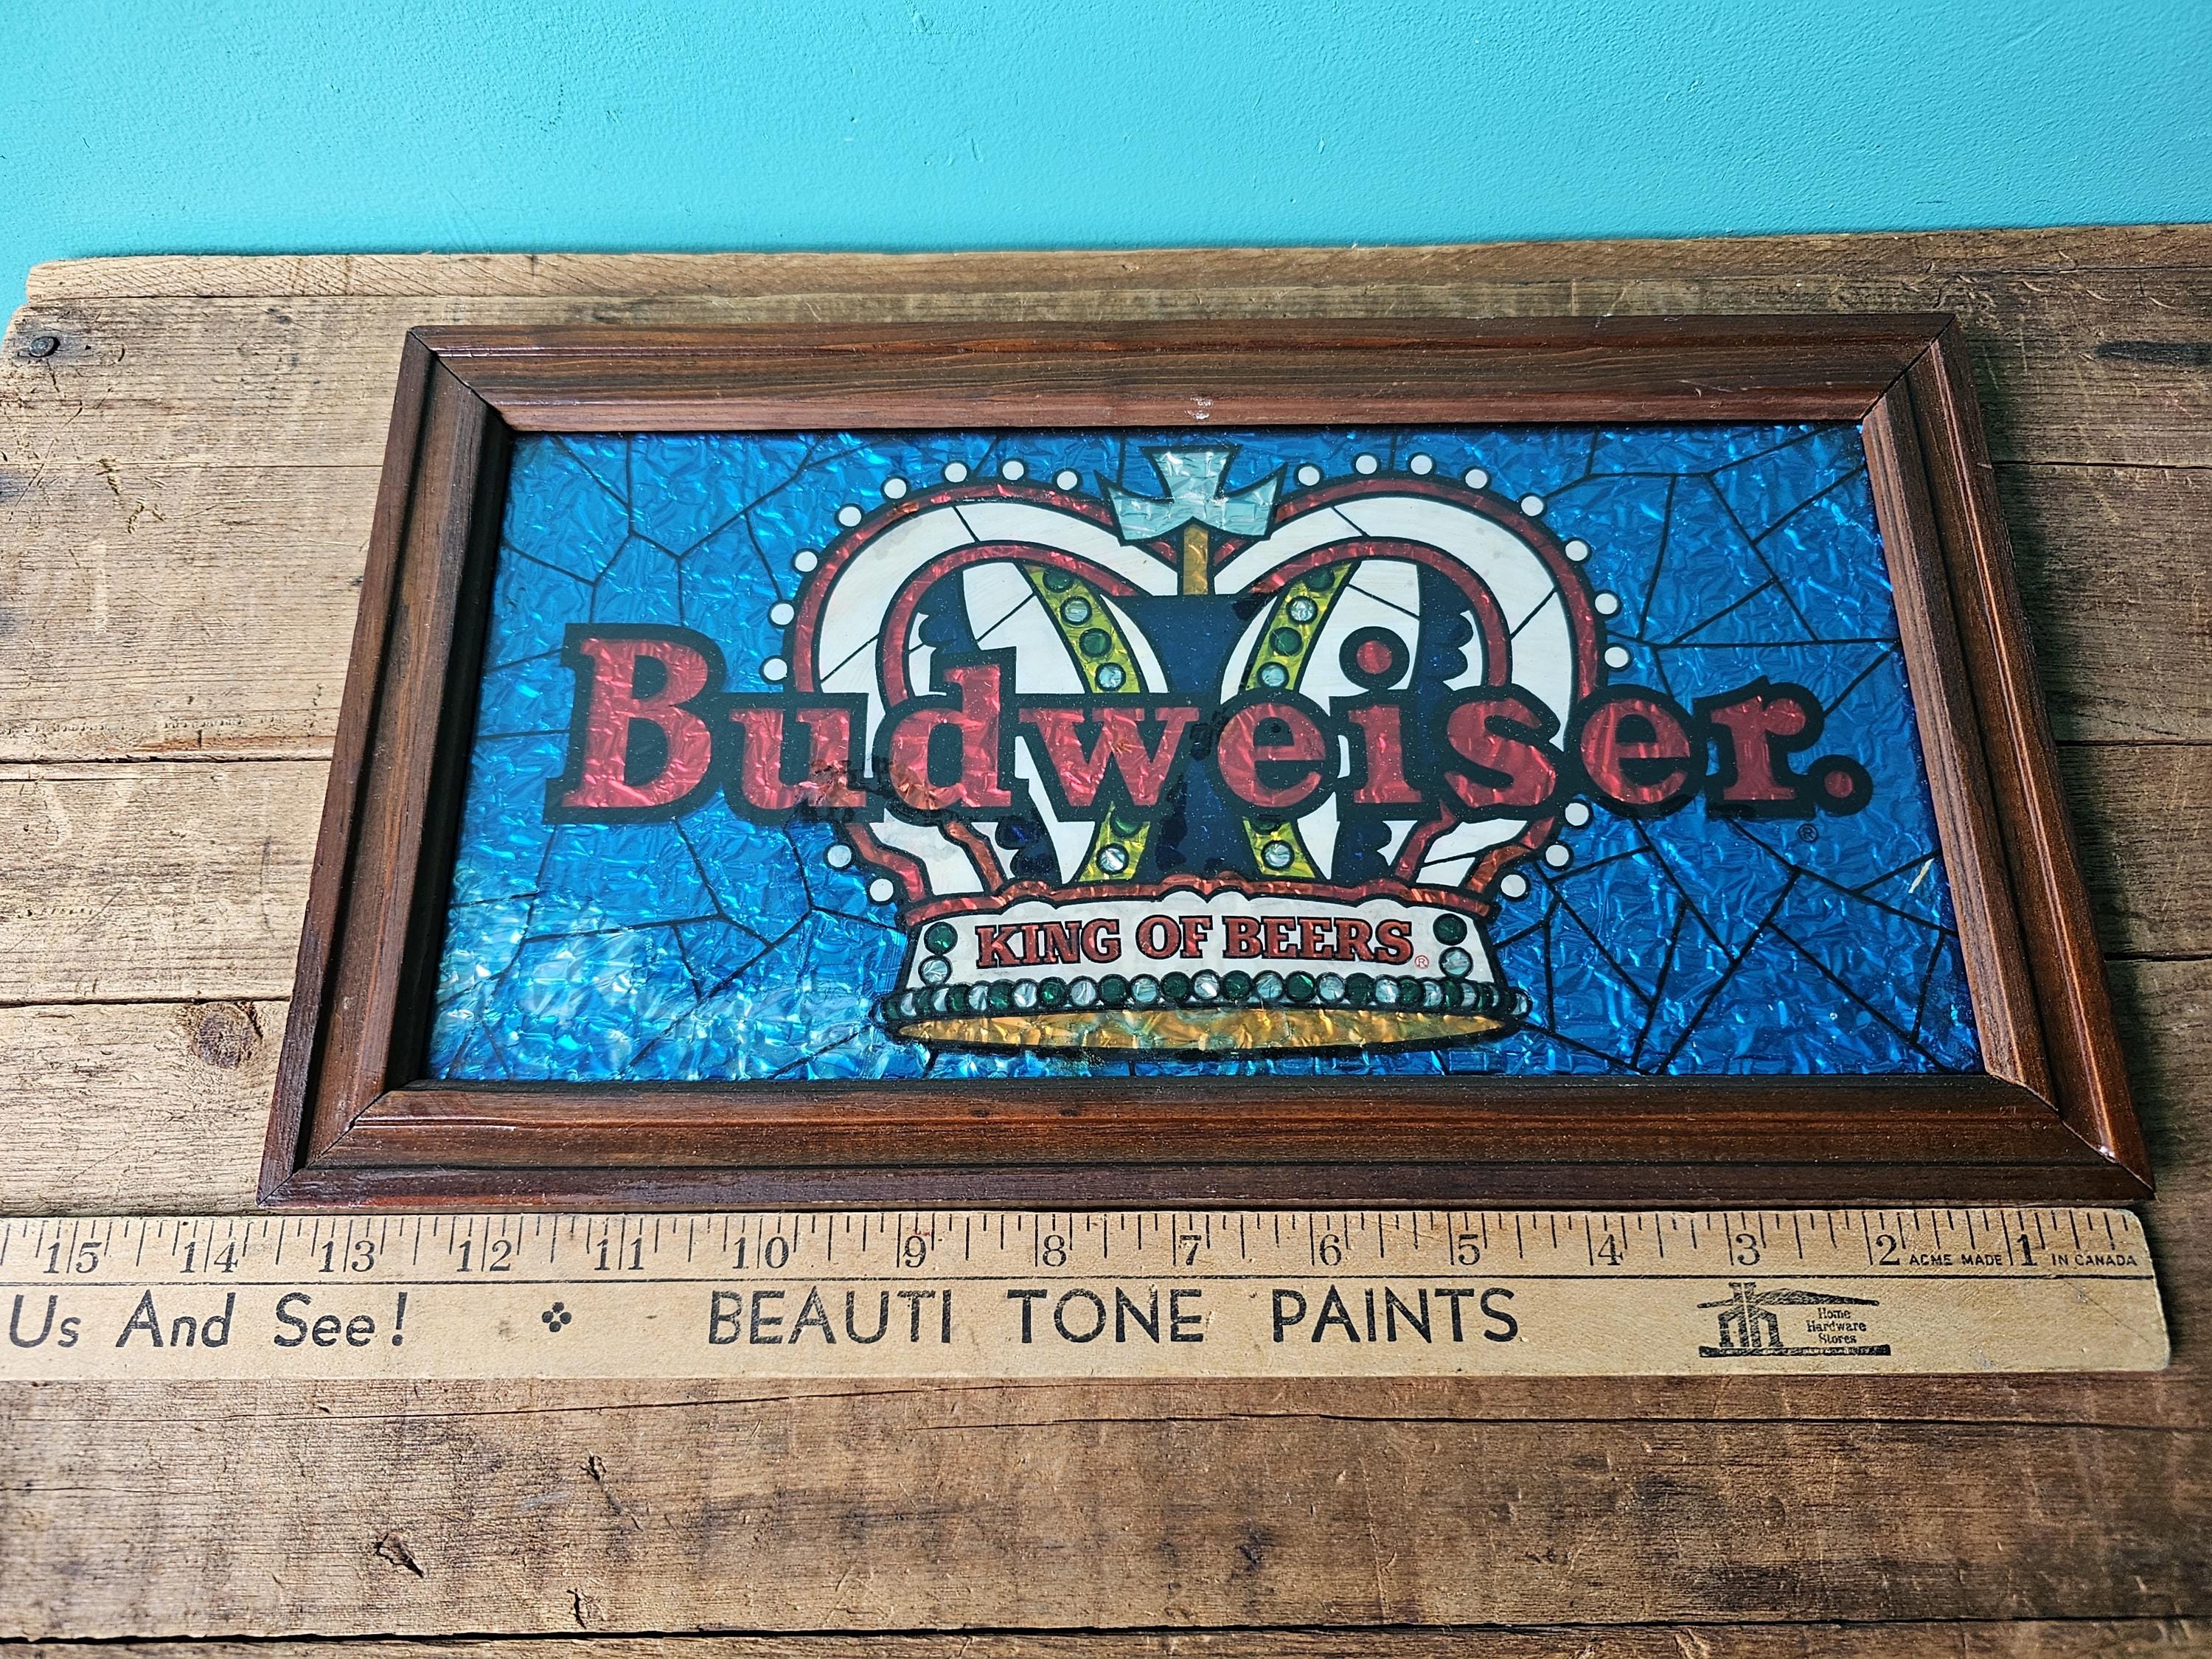 Budweiser.®
KING OF BEERS®
15 14 13 12 11 10 9 8 7 6 5 4 3 2 ACME MADE 1 IN CANADA
Us And See! BEAUTI TONE PAINTS hh Home
Hardware
Stores